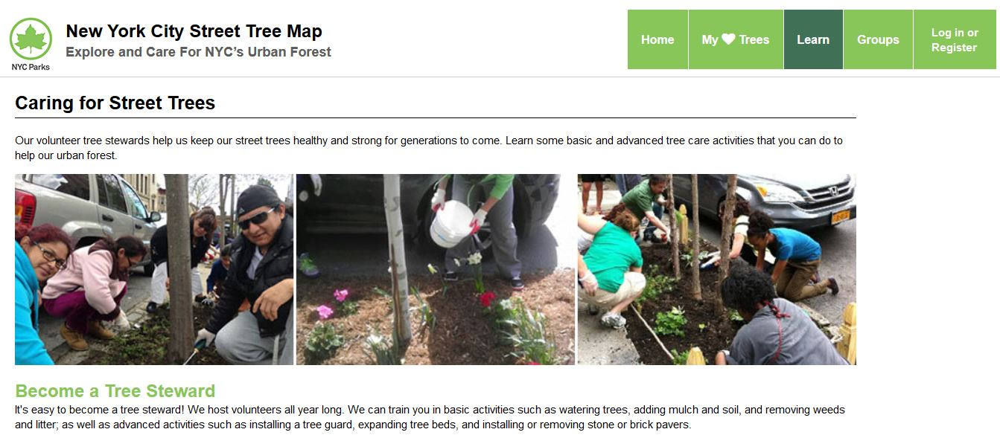 New York City Street Tree Map
Explore and Care For NYC's Urban Forest
NYC Parks
Home
My Trees
Learn
Groups
Log in or
Register
Caring for Street Trees
Our volunteer tree stewards help us keep our street trees healthy and strong for generations to come. Learn some basic and advanced tree care activities that you can do to
help our urban forest.
Become a Tree Steward
It's easy to become a tree steward! We host volunteers all year long. We can train you in basic activities such as watering trees, adding mulch and soil, and removing weeds
and litter; as well as advanced activities such as installing a tree guard, expanding tree beds, and installing or removing stone or brick pavers.